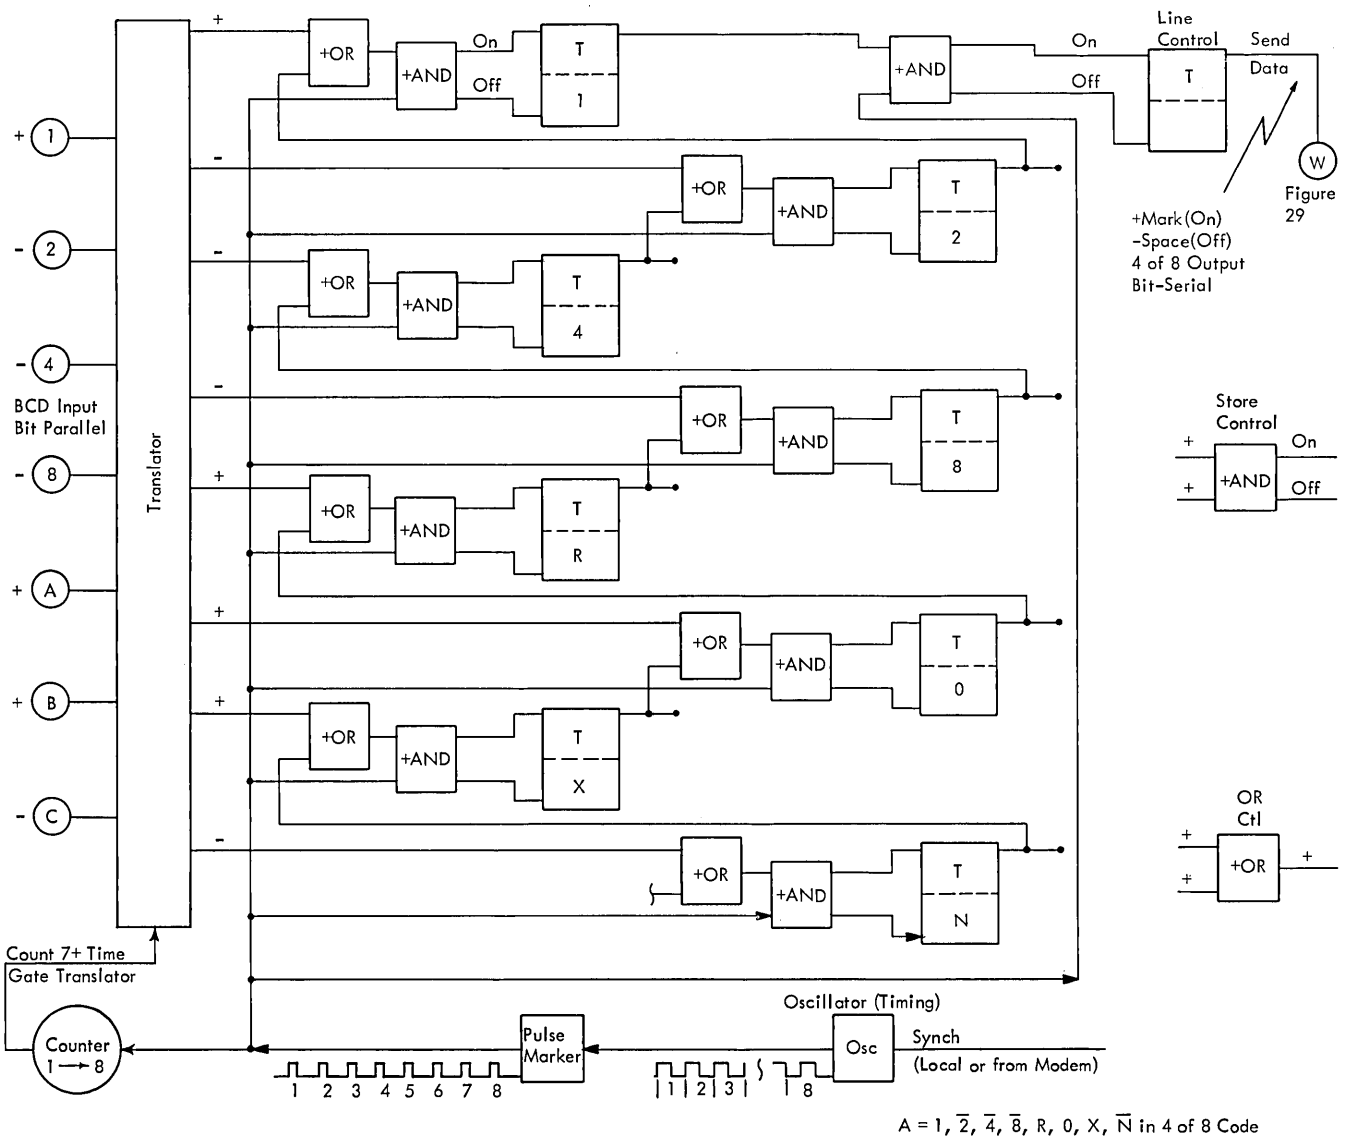 +
+OR
+AND
On
Off
T
1
+AND
On
Off
Line
Control
T
Send
Data
W
Figure
29
+Mark(On)
-Space(Off)
4 of 8 Output
Bit-Serial
+ 1
-
+OR
+AND
T
2
- 2
-
+OR
+AND
T
4
- 4
BCD Input
Bit Parallel
-
+OR
+AND
T
8
Store
Control
+
+
+AND
On
Off
- 8
Translator
+
+OR
+AND
T
R
+ A
+
+OR
+AND
T
0
+ B
+
+OR
+AND
T
X
- C
OR
Ctl
+
+
+OR
+
-
+OR
+AND
T
N
Count 7+ Time
Gate Translator
Counter
1 → 8
Pulse
Marker
1 2 3 4 5 6 7 8
Oscillator (Timing)
Osc
1 2 3 8
Synch
(Local or from Modem)
A = 1, 2̅, 4̅, 8̅, R, 0, X, N̅ in 4 of 8 Code